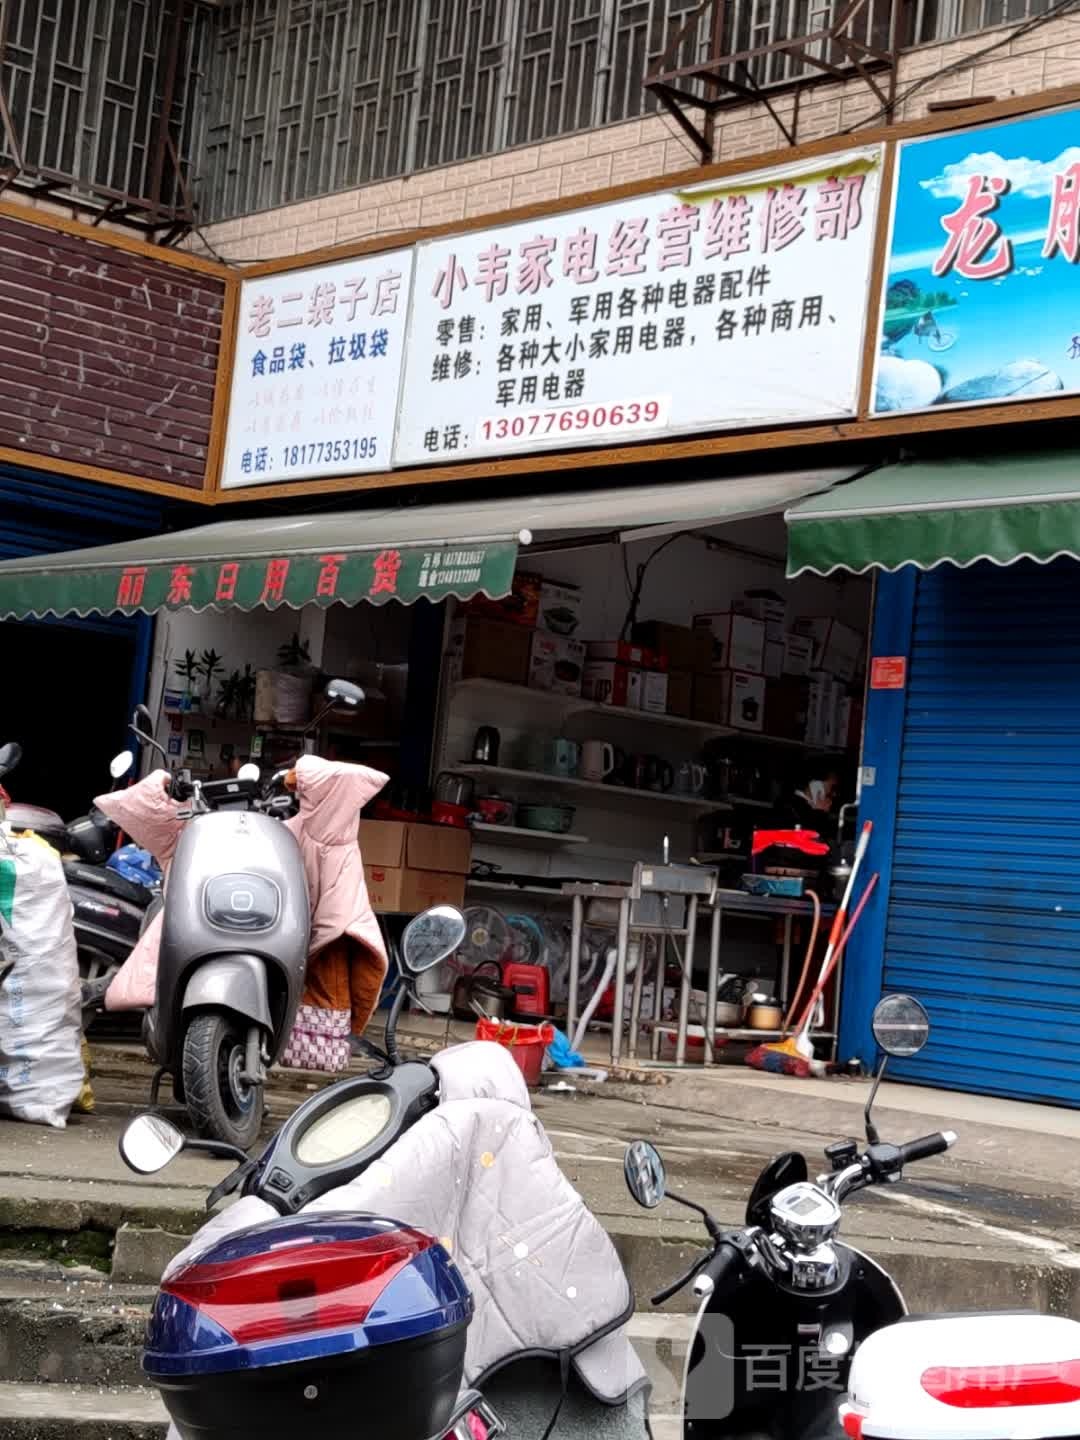 老二袋子店
食品袋、垃圾袋
电话：18177353195
小韦家电经营维修部
零售：家用、军用各种电器配件
维修：各种大小家用电器，各种商用、
军用电器
电话：13077690639
龙
丽东日用百货
百度